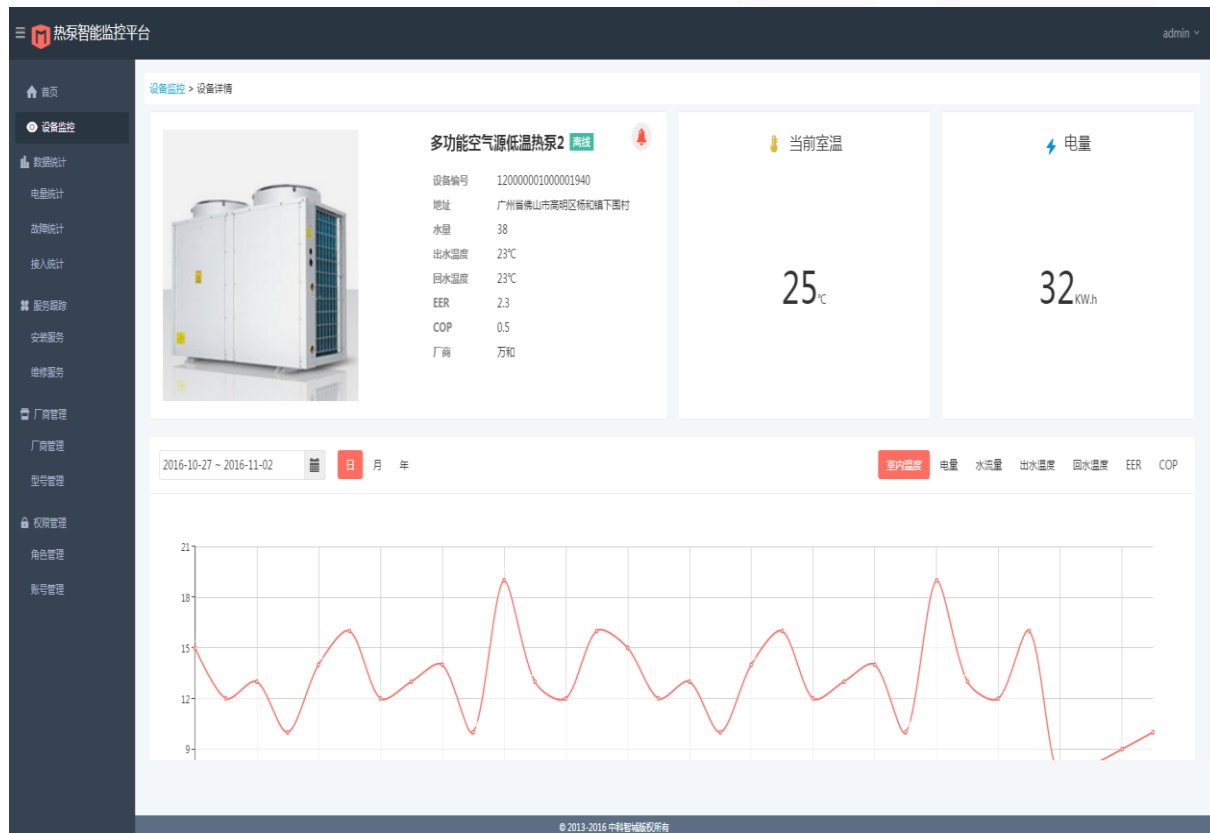 热泵智能监控平台
admin
首页
设备监控
数据统计
电量统计
故障统计
接入统计
服务跟踪
安装服务
维修服务
厂商管理
厂商管理
型号管理
权限管理
角色管理
账号管理
设备监控 > 设备详情
多功能空气源低温热泵2 离线
设备编号 120000001000001940
地址 广州省佛山市高明区杨和镇下围村
水量 38
出水温度 23℃
回水温度 23℃
EER 2.3
COP 0.5
厂商 万和
当前室温
25℃
电量
32KW.h
2016-10-27 ~ 2016-11-02 日 月 年
室内温度 电量 水流量 出水温度 回水温度 EER COP
21
18
15
12
9
© 2013-2016 中科智城版权所有